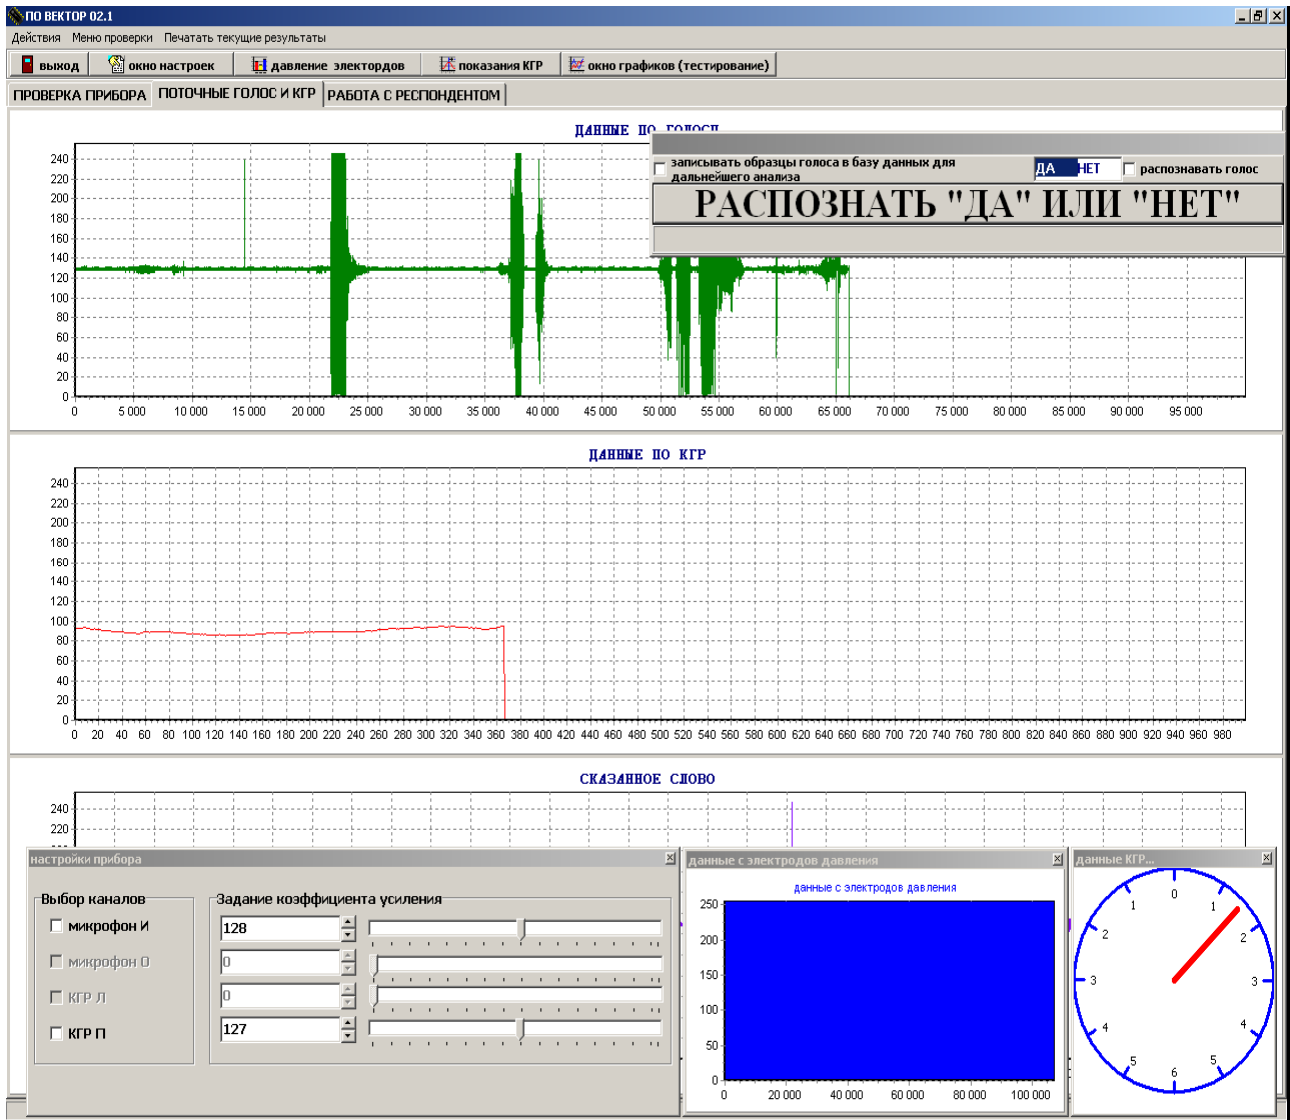 ПО ВЕКТОР 02.1
Действия Меню проверки Печатать текущие результаты
выход окно настроек давление электордов показания КГР окно графиков (тестирование)
ПРОВЕРКА ПРИБОРА ПОТОЧНЫЕ ГОЛОС И КГР РАБОТА С РЕСПОНДЕНТОМ
ДАННЫЕ ПО
записывать образцы голоса в базу данных для
дальнейшего анализа
ДА НЕТ распознавать голос
РАСПОЗНАТЬ "ДА" ИЛИ "НЕТ"
240
220
200
180
160
140
120
100
80
60
40
20
0
0 5 000 10 000 15 000 20 000 25 000 30 000 35 000 40 000 45 000 50 000 55 000 60 000 65 000 70 000 75 000 80 000 85 000 90 000 95 000
ДАННЫЕ ПО КГР
240
220
200
180
160
140
120
100
80
60
40
20
0
0 20 40 60 80 100 120 140 160 180 200 220 240 260 280 300 320 340 360 380 400 420 440 460 480 500 520 540 560 580 600 620 640 660 680 700 720 740 760 780 800 820 840 860 880 900 920 940 960 980
СКАЗАННОЕ СЛОВО
240
220
настройки прибора
Выбор каналов
микрофон И
микрофон О
КГР Л
КГР П
Задание коэффициента усиления
128
0
0
127
данные с электродов давления
данные с электродов давления
250
200
150
100
50
0
0 20 000 40 000 60 000 80 000 100 000
данные КГР...
0
1 1
2 2
3 3
4 4
5 5
6